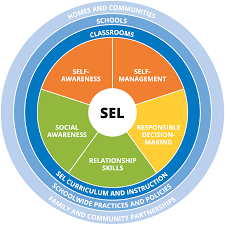 HOMES AND COMMUNITIES
SCHOOLS
CLASSROOMS
SELF-
AWARENESS
SELF-
MANAGEMENT
SEL
SOCIAL
AWARENESS
RESPONSIBLE
DECISION-
MAKING
RELATIONSHIP
SKILLS
SEL CURRICULUM AND INSTRUCTION
SCHOOLWIDE PRACTICES AND POLICIES
FAMILY AND COMMUNITY PARTNERSHIPS